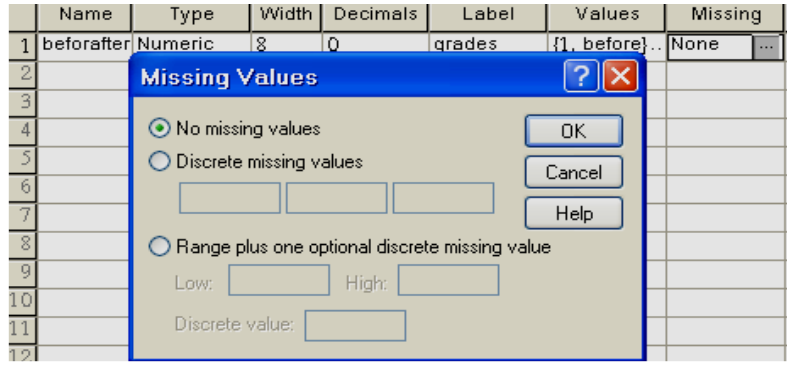 Name Type Width Decimals Label Values Missing
1 beforafter Numeric 8 0 grades {1, before}.. None ...
2
Missing Values
3
4 No missing values OK
5 Discrete missing values
6 Cancel
7 Help
8 Range plus one optional discrete missing value
9 Low: High:
10
11 Discrete value:
12